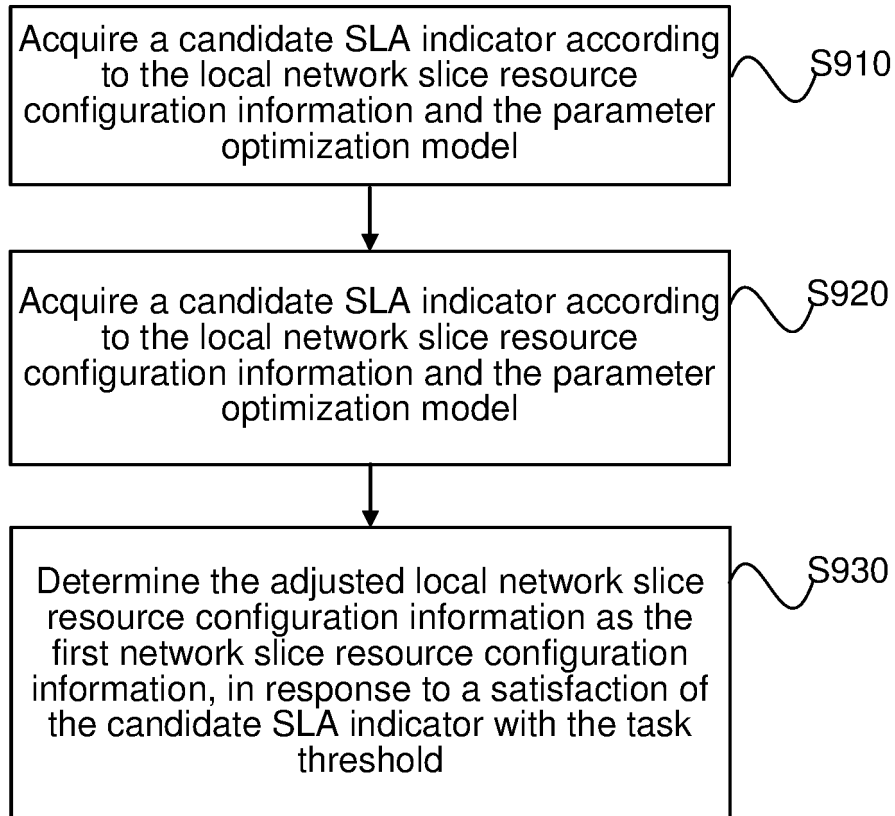 Acquire a candidate SLA indicator according
to the local network slice resource
configuration information and the parameter
optimization model
S910
Acquire a candidate SLA indicator according
to the local network slice resource
configuration information and the parameter
optimization model
S920
Determine the adjusted local network slice
resource configuration information as the
first network slice resource configuration
information, in response to a satisfaction of
the candidate SLA indicator with the task
threshold
S930